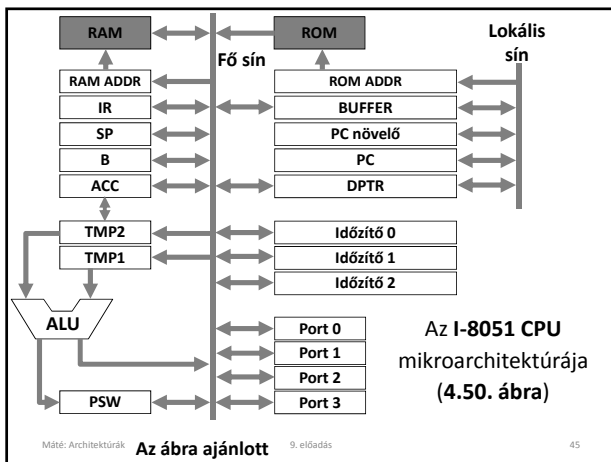 RAM
ROM
Lokális
sín
Fő sín
RAM ADDR
ROM ADDR
IR
BUFFER
SP
PC növelő
B
PC
ACC
DPTR
TMP2
Időzítő 0
TMP1
Időzítő 1
Időzítő 2
ALU
Port 0
Port 1
Port 2
PSW
Port 3
Az I-8051 CPU
mikroarchitektúrája
(4.50. ábra)
Máté: Architektúrák
Az ábra ajánlott
9. előadás
45